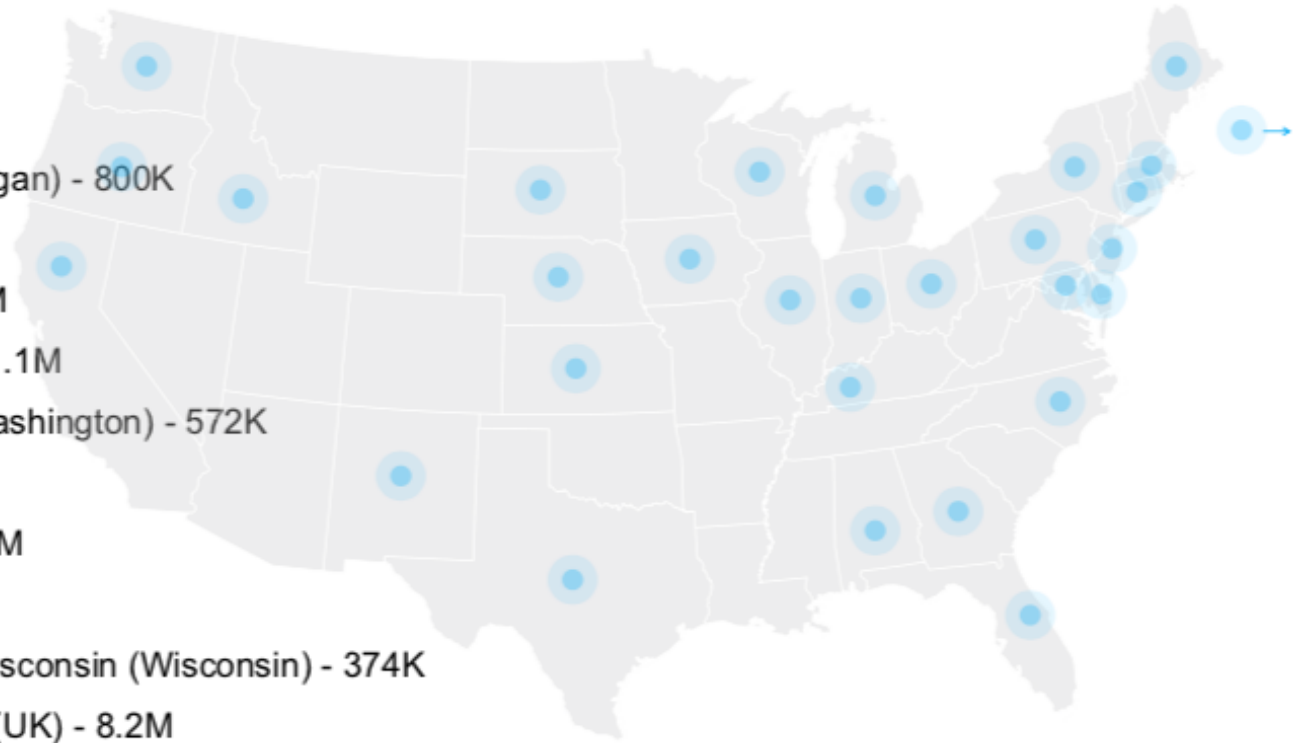 gan) - 800K
M
.1M
ashington) - 572K
M
sconsin (Wisconsin) - 374K
(UK) - 8.2M